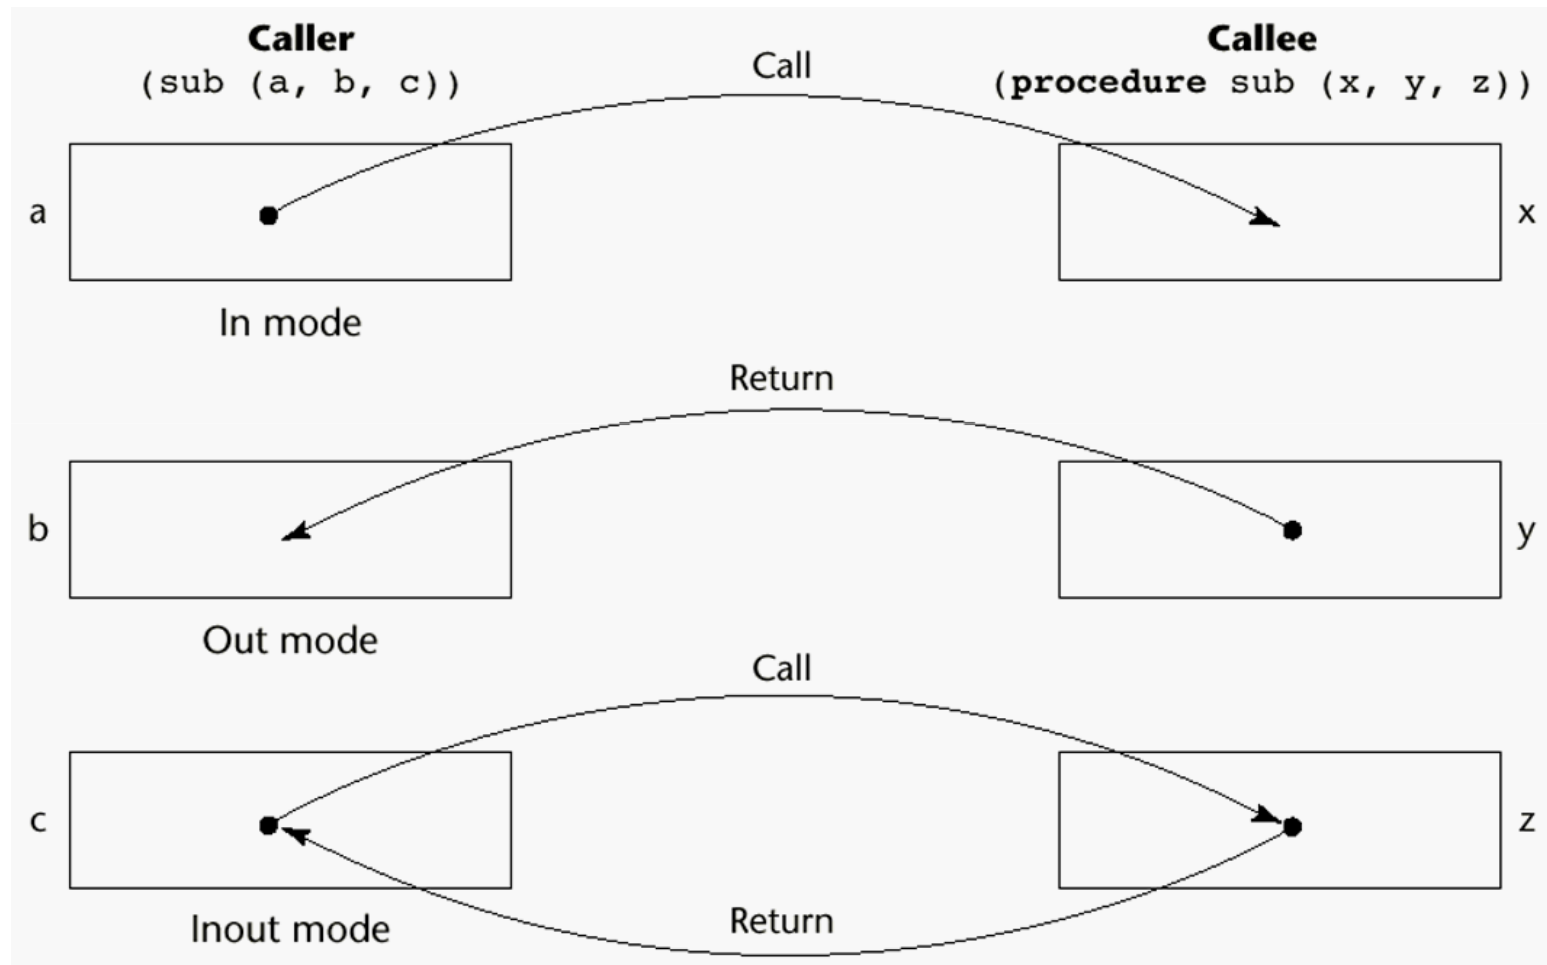 Caller
(sub (a, b, c))
Call
Callee
(procedure sub (x, y, z))
a
x
In mode
Return
b
y
Out mode
Call
c
z
Inout mode
Return